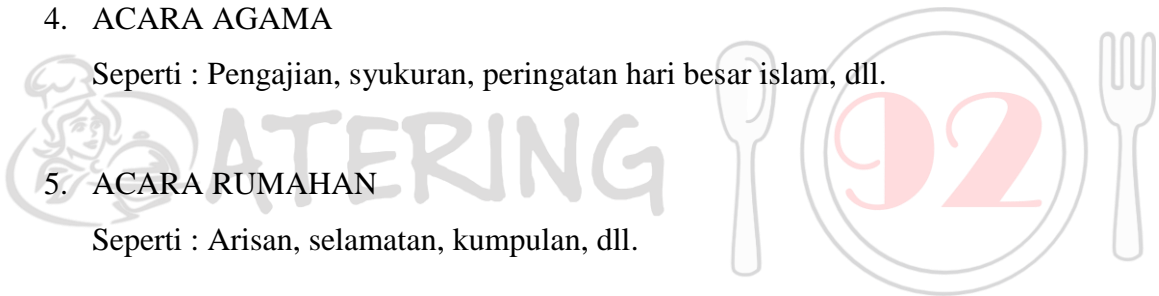 4. ACARA AGAMA
Seperti : Pengajian, syukuran, peringatan hari besar islam, dll.
ATERING
92
5. ACARA RUMAHAN
Seperti : Arisan, selamatan, kumpulan, dll.